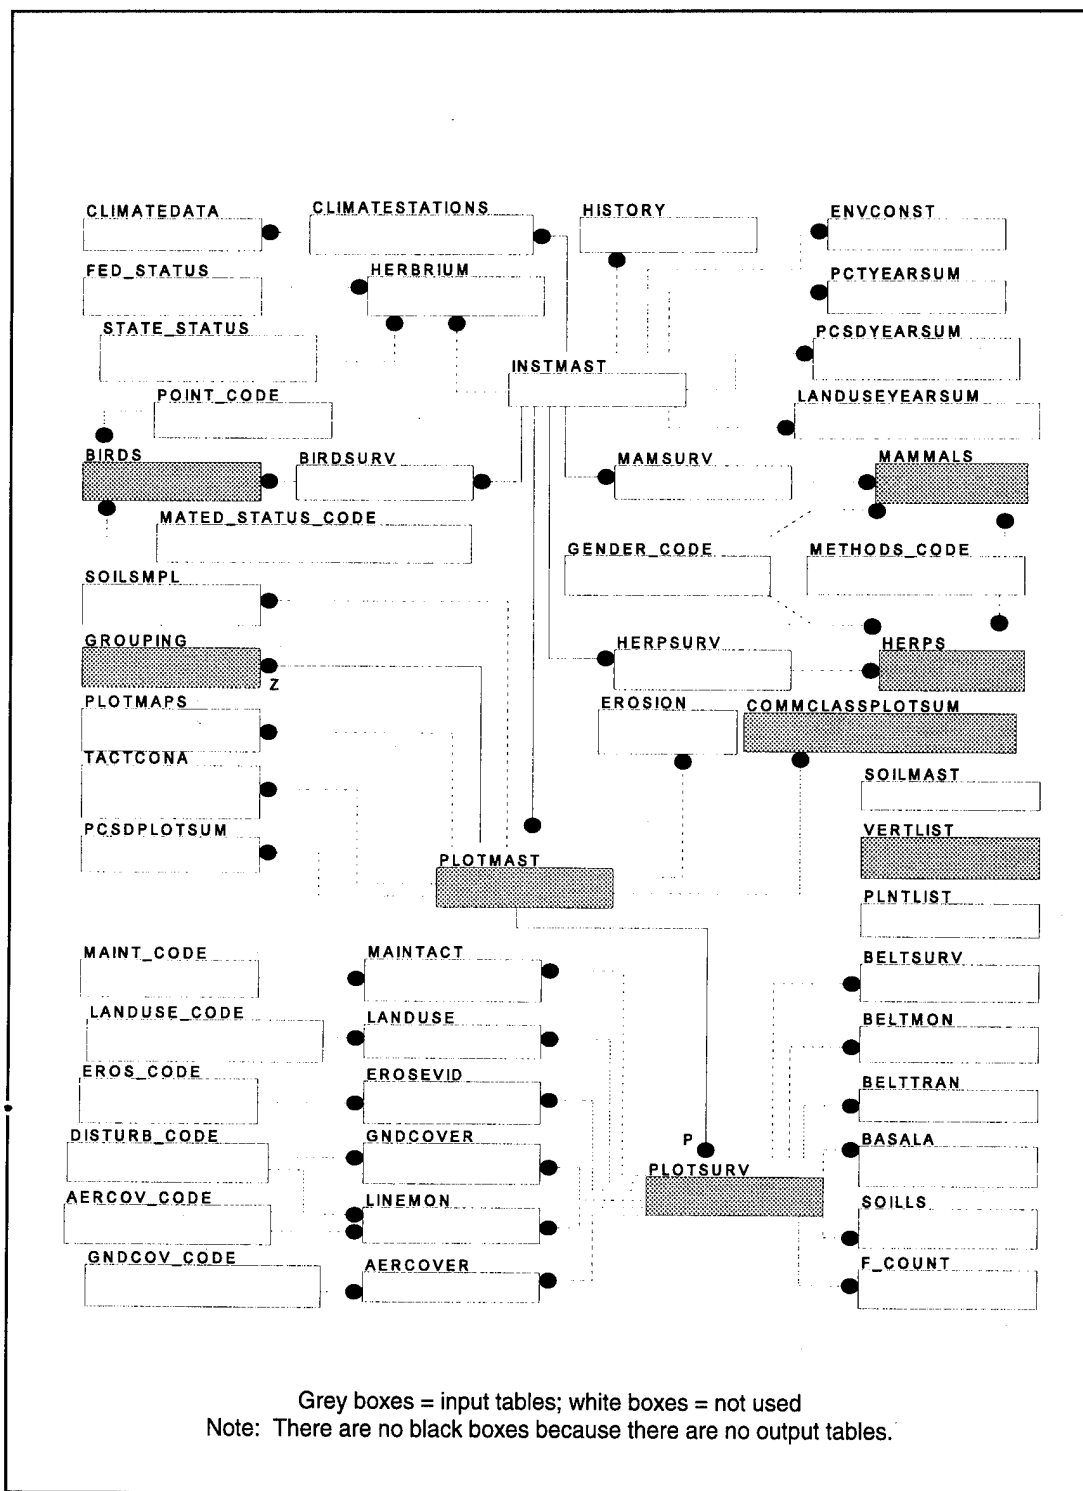 CLIMATEDATA
CLIMATESTATIONS
HISTORY
ENVCONST
FED_STATUS
HERBRIUM
PCTYEARSUM
STATE_STATUS
PCSDYEARSUM
INSTMAST
POINT_CODE
LANDUSEYEARSUM
BIRDS
BIRDSURV
MAMSURV
MAMMALS
MATED_STATUS_CODE
GENDER_CODE
METHODS_CODE
SOILSMPL
GROUPING
Z
HERPSURV
HERPS
PLOTMAPS
EROSION
COMMCLASSPLOTSUM
TACTCONA
SOILMAST
PCSDPLOTSUM
VERTLIST
PLOTMAST
PLNTLIST
MAINT_CODE
MAINTACT
BELTSURV
LANDUSE_CODE
LANDUSE
BELTMON
EROS_CODE
EROSEVID
BELTTRAN
DISTURB_CODE
GNDCOVER
P
BASALA
PLOTSURV
AERCOV_CODE
LINEMON
SOILLS
GNDCOV_CODE
AERCOVER
F_COUNT
Grey boxes = input tables; white boxes = not used
Note: There are no black boxes because there are no output tables.